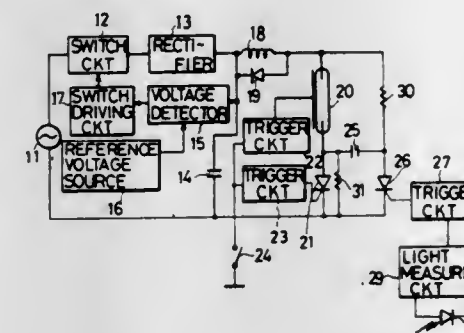 12
13
SWITCH
CKT
RECTI-
FIER
18
17
SWITCH
DRIVING
CKT
VOLTAGE
DETECTOR
19
20
30
11
REFERENCE
VOLTAGE
SOURCE
15
14
TRIGGER
CKT
22
25
26
27
16
TRIGGER
CKT
31
TRIGG
CKT
23
21
24
29
LIGHT
MEASUR
CKT